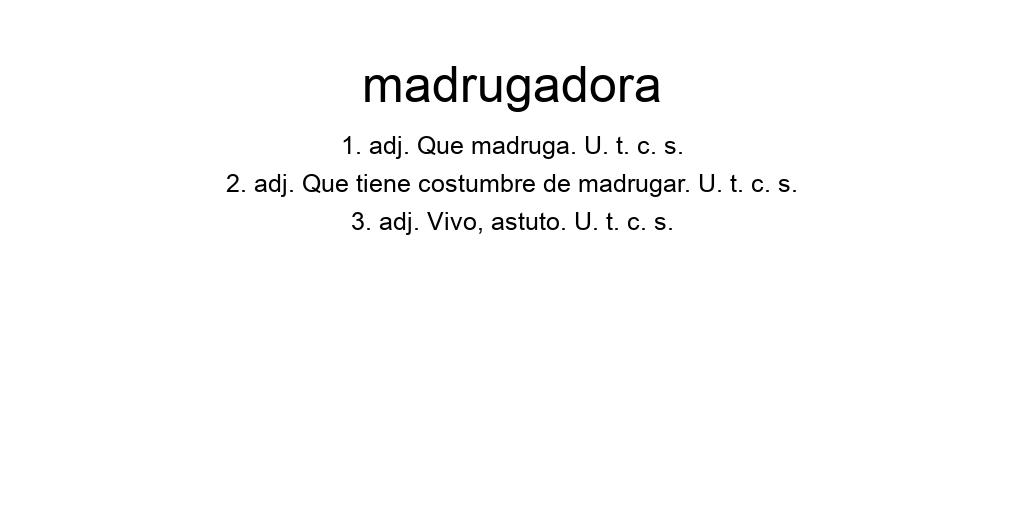 madrugadora
1. adj. Que madruga. U. t. c. s.
2. adj. Que tiene costumbre de madrugar. U. t. c. s.
3. adj. Vivo, astuto. U. t. c. s.